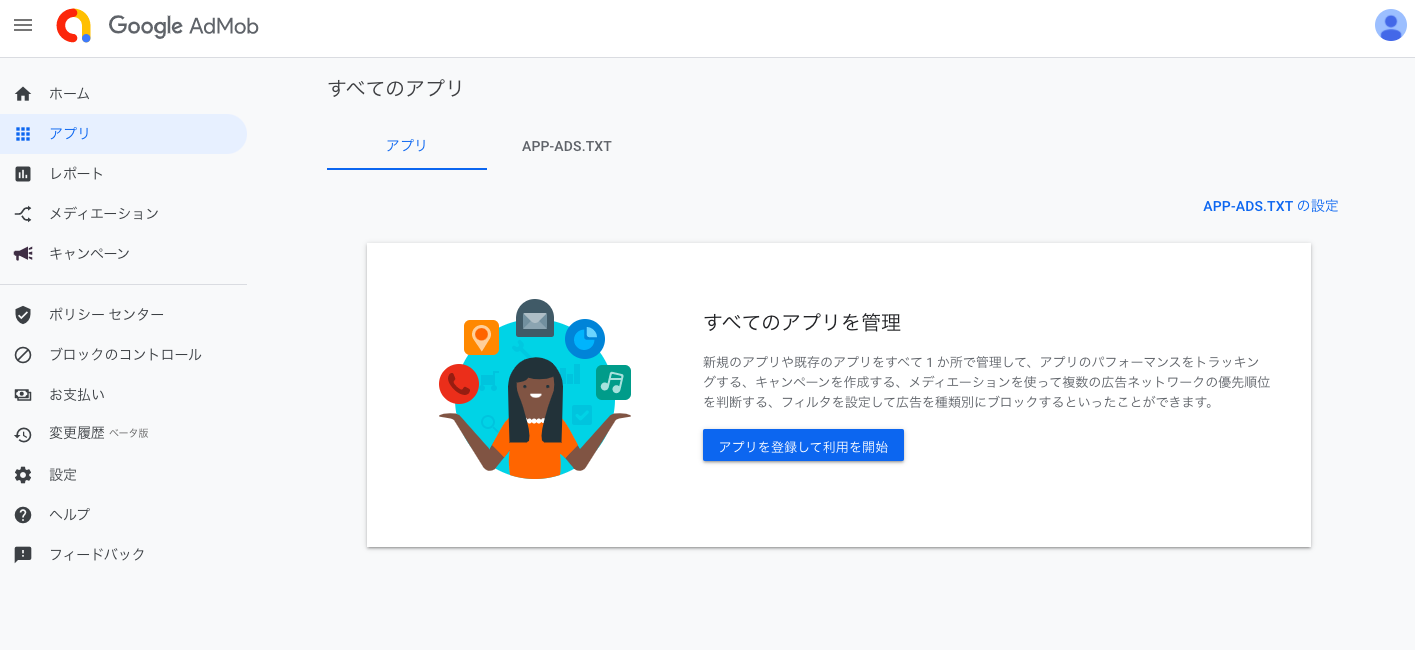 Google AdMob
ホーム
アプリ
レポート
メディエーション
キャンペーン
ポリシー センター
ブロックのコントロール
お支払い
変更履歴 ベータ版
設定
ヘルプ
フィードバック
すべてのアプリ
アプリ
APP-ADS.TXT
APP-ADS.TXT の設定
すべてのアプリを管理
新規のアプリや既存のアプリをすべて 1 か所で管理して、アプリのパフォーマンスをトラッキン
グする、キャンペーンを作成する、メディエーションを使って複数の広告ネットワークの優先順位
を判断する、フィルタを設定して広告を種類別にブロックするといったことができます。
アプリを登録して利用を開始